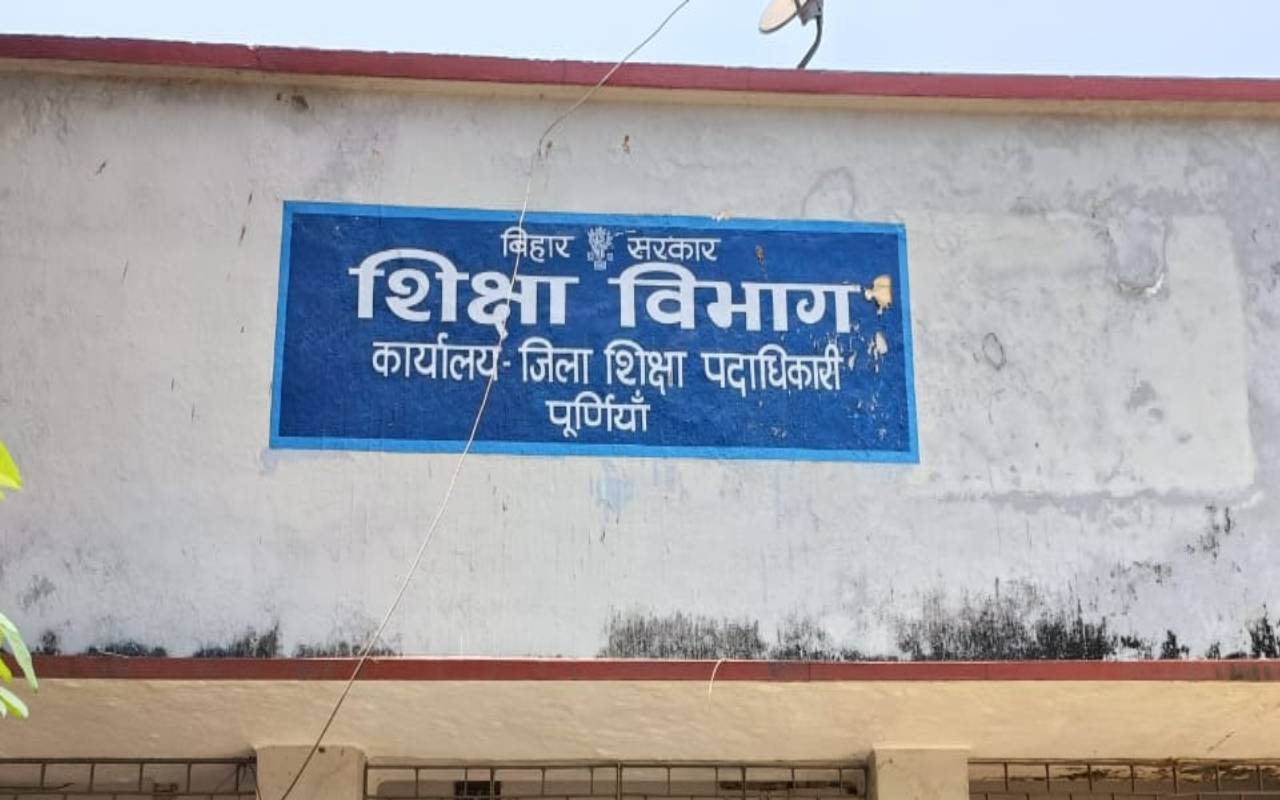 बिहार सरकार
शिक्षा विभाग
कार्यालय- जिला शिक्षा पदाधिकारी
पूर्णियाँ